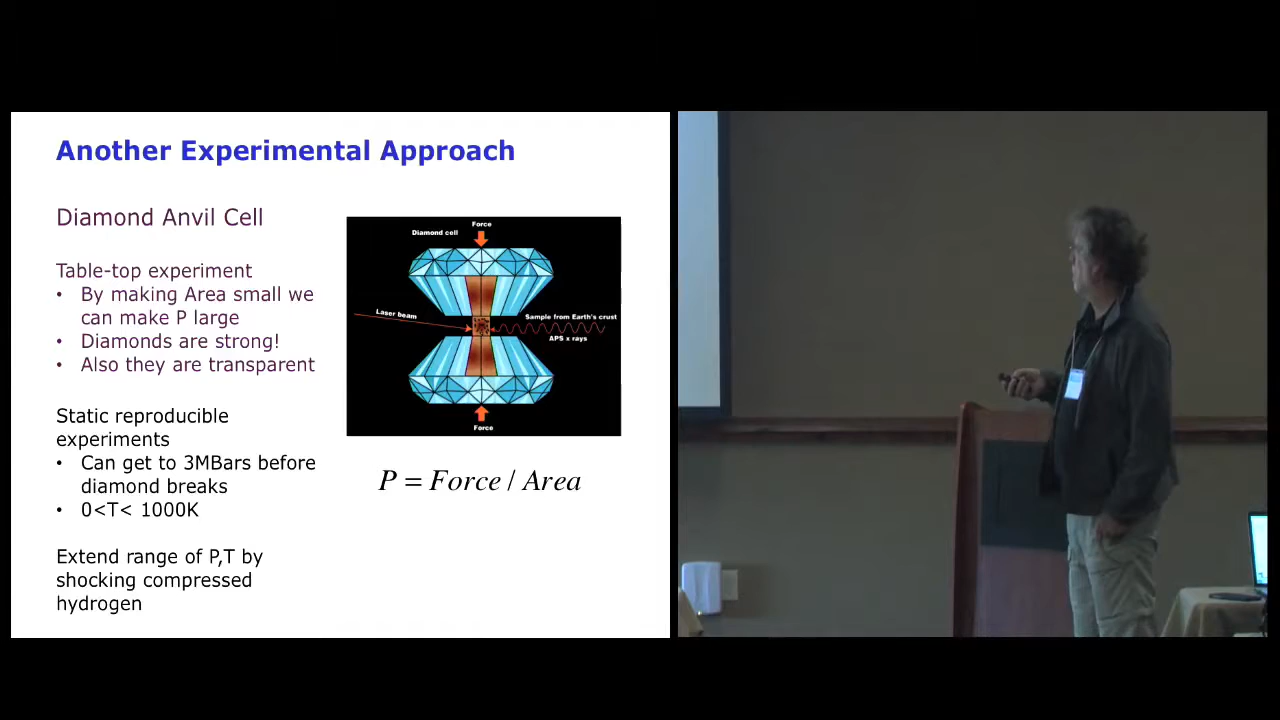 Another Experimental Approach
Diamond Anvil Cell
Table-top experiment
• By making Area small we
can make P large
• Diamonds are strong!
• Also they are transparent
Static reproducible
experiments
• Can get to 3MBars before
diamond breaks
• 0<T< 1000K
Extend range of P,T by
shocking compressed
hydrogen
Force
Diamond cell
Laser beam
Sample from Earth's crust
APS x rays
Force
P = Force / Area